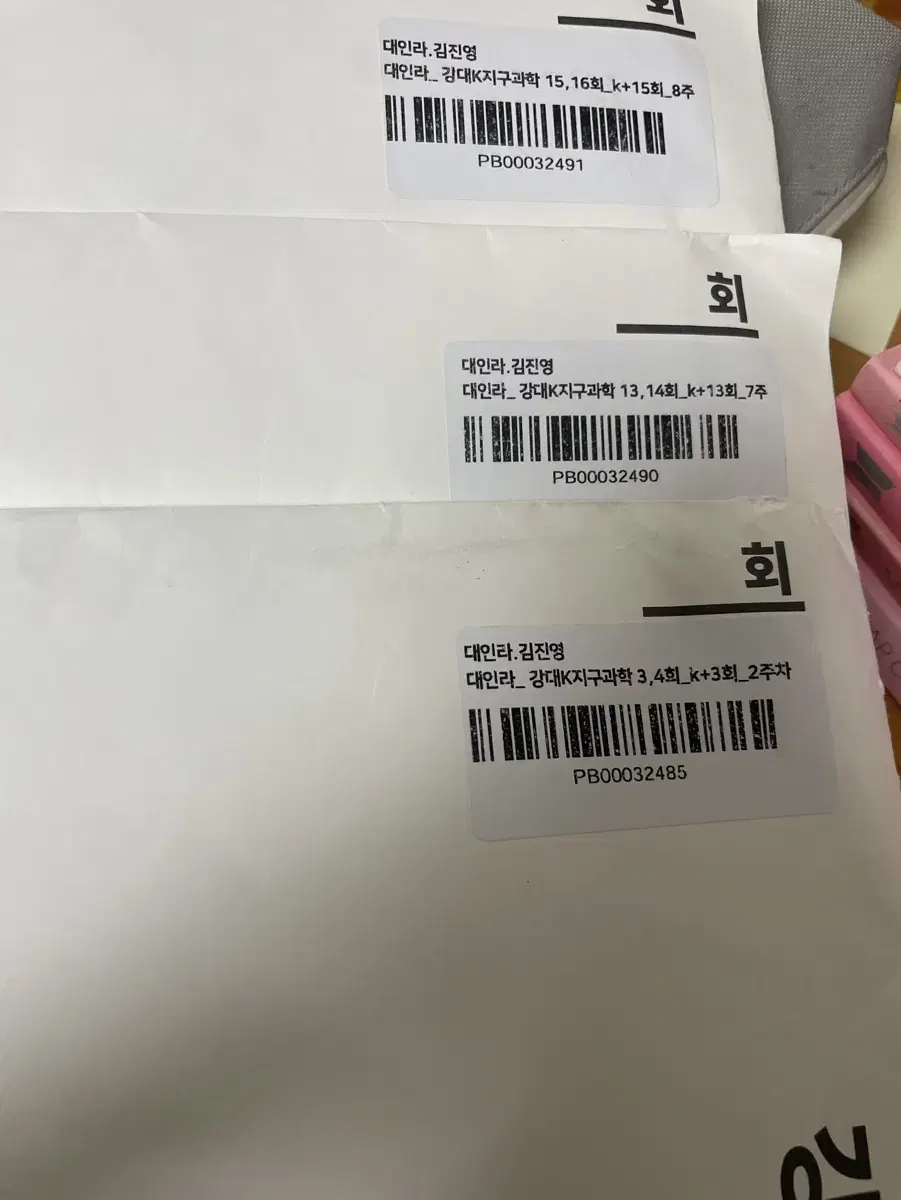 회
대인라.김진영
대인라_ 강대K지구과학 15,16회_k+15회_8주
PB00032491
회
대인라.김진영
대인라_ 강대K지구과학 13,14회_k+13회_7주
PB00032490
회
대인라.김진영
대인라_ 강대K지구과학 3,4회_k+3회_2주차
PB00032485